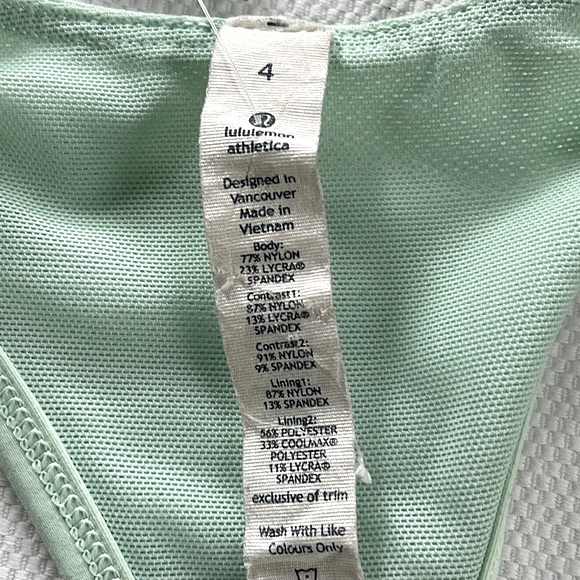 4
lululemon
athletica
Designed in
Vancouver
Made in
Vietnam
Body:
77% NYLON
23% LYCRA®
SPANDEX
Contrast1:
87% NYLON
13% LYCRA®
SPANDEX
Contrast2:
91% NYLON
9% SPANDEX
Lining1:
87% NYLON
13% SPANDEX
Lining2:
56% POLYESTER
33% COOLMAX®
POLYESTER
11% LYCRA®
SPANDEX
exclusive of trim
Wash With Like
Colours Only